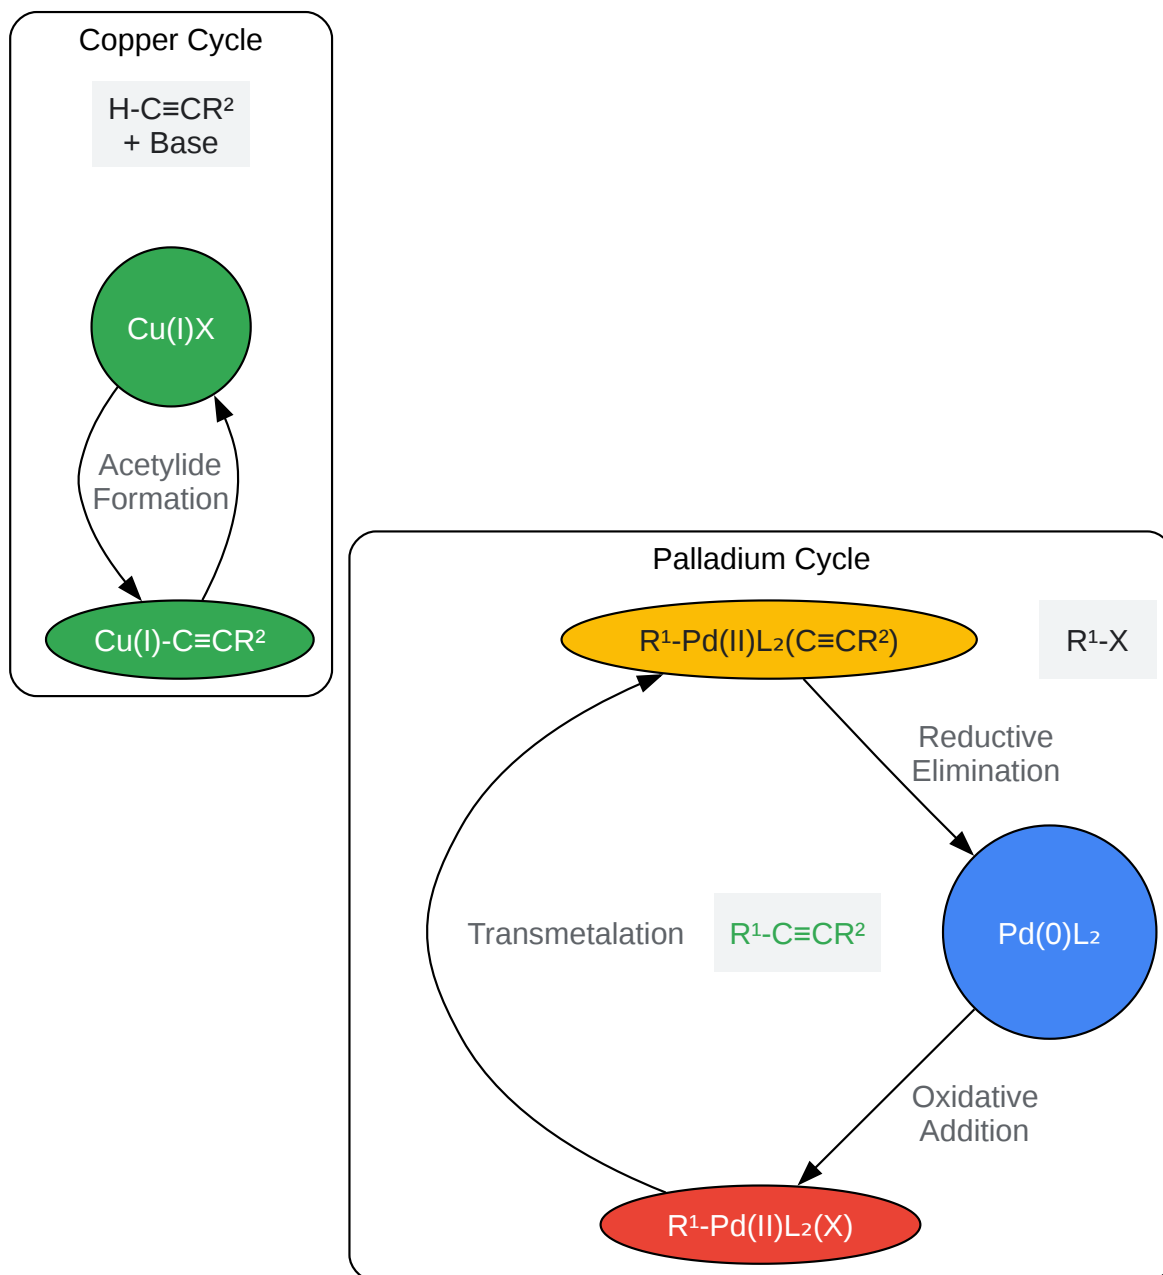 Copper Cycle
H-C≡CR²
+ Base
Cu(I)X
Acetylide
Formation
Cu(I)-C≡CR²
Palladium Cycle
R¹-Pd(II)L₂(C≡CR²)
R¹-X
Reductive
Elimination
Transmetalation
R¹-C≡CR²
Pd(0)L₂
Oxidative
Addition
R¹-Pd(II)L₂(X)